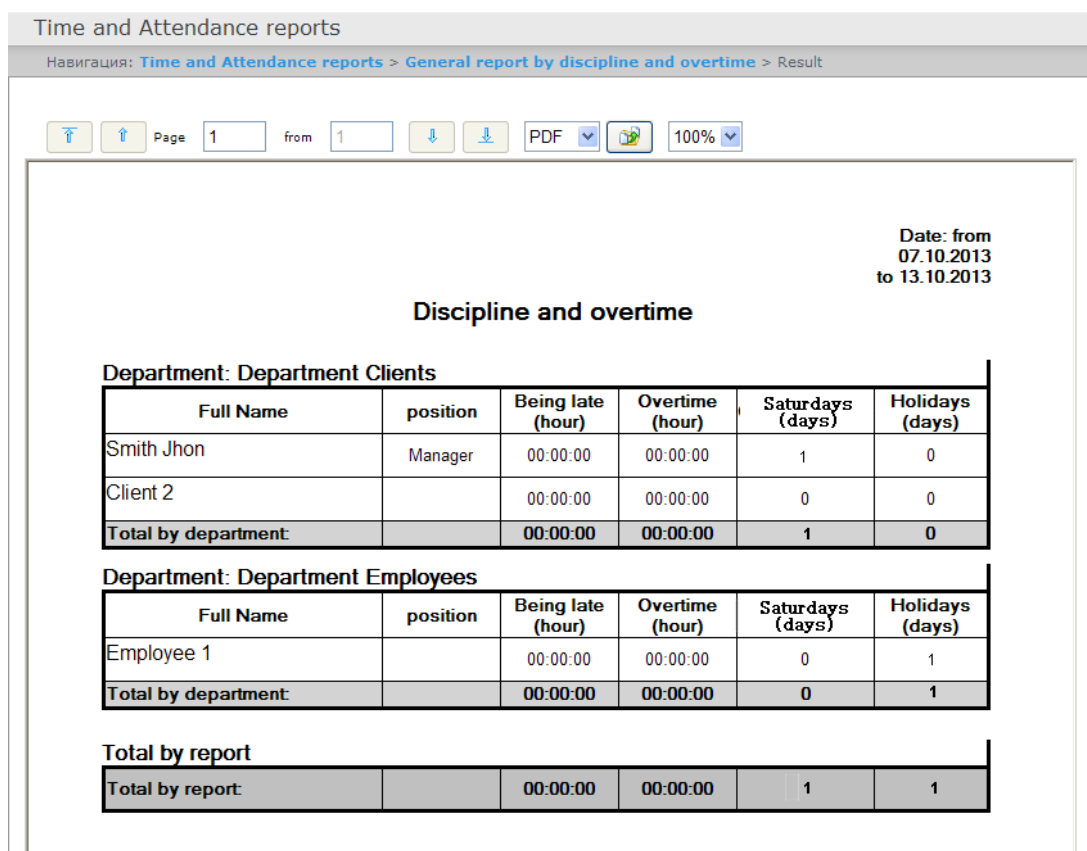 Time and Attendance reports
Навигация: Time and Attendance reports > General report by discipline and overtime > Result
Page 1 from 1 PDF 100%
Date: from
07.10.2013
to 13.10.2013
Discipline and overtime
Department: Department Clients
Full Name position Being late (hour) Overtime (hour) Saturdays (days) Holidays (days)
Smith Jhon Manager 00:00:00 00:00:00 1 0
Client 2 00:00:00 00:00:00 0 0
Total by department: 00:00:00 00:00:00 1 0
Department: Department Employees
Full Name position Being late (hour) Overtime (hour) Saturdays (days) Holidays (days)
Employee 1 00:00:00 00:00:00 0 1
Total by department: 00:00:00 00:00:00 0 1
Total by report
Total by report: 00:00:00 00:00:00 1 1